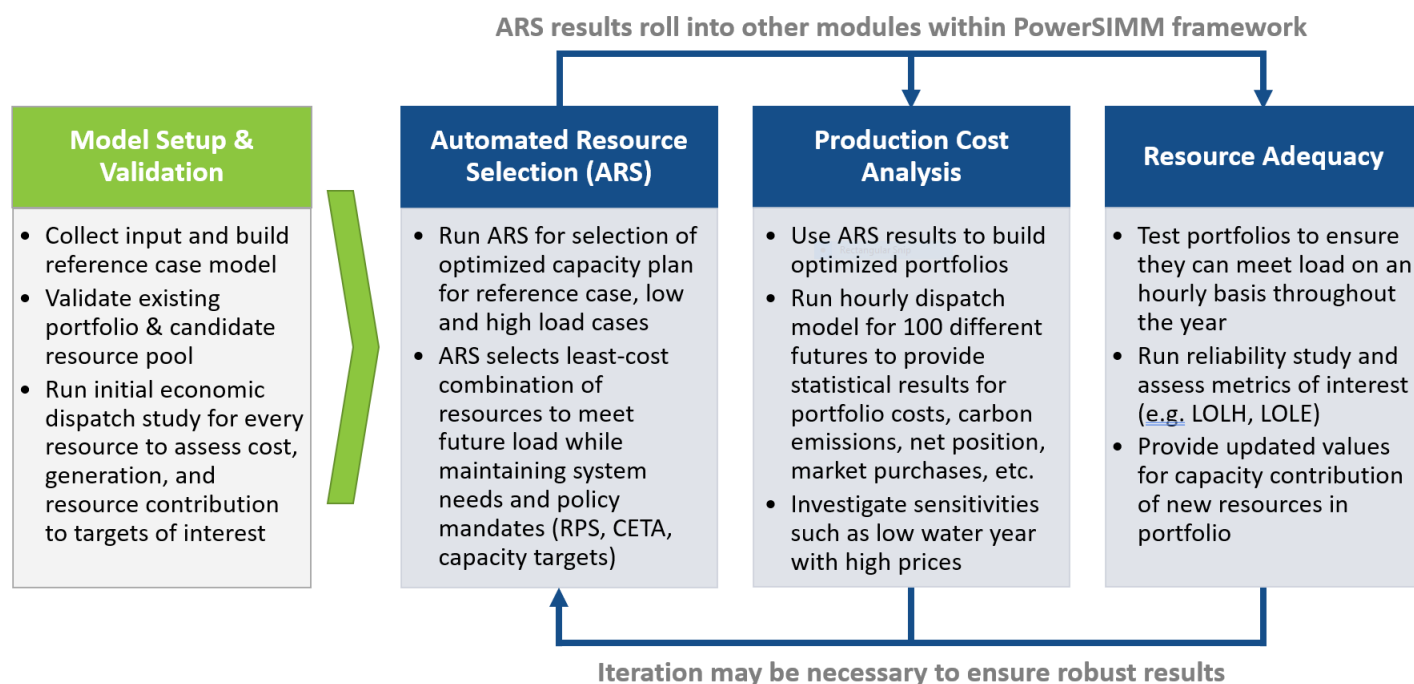 ARS results roll into other modules within PowerSIMM framework
Model Setup &
Validation
• Collect input and build
reference case model
• Validate existing
portfolio & candidate
resource pool
• Run initial economic
dispatch study for every
resource to assess cost,
generation, and
resource contribution
to targets of interest
Automated Resource
Selection (ARS)
• Run ARS for selection of
optimized capacity plan
for reference case, low
and high load cases
• ARS selects least-cost
combination of
resources to meet
future load while
maintaining system
needs and policy
mandates (RPS, CETA,
capacity targets)
Production Cost
Analysis
• Use ARS results to build
optimized portfolios
• Run hourly dispatch
model for 100 different
futures to provide
statistical results for
portfolio costs, carbon
emissions, net position,
market purchases, etc.
• Investigate sensitivities
such as low water year
with high prices
Resource Adequacy
• Test portfolios to ensure
they can meet load on an
hourly basis throughout
the year
• Run reliability study and
assess metrics of interest
(e.g. LOLH, LOLE)
• Provide updated values
for capacity contribution
of new resources in
portfolio
Iteration may be necessary to ensure robust results